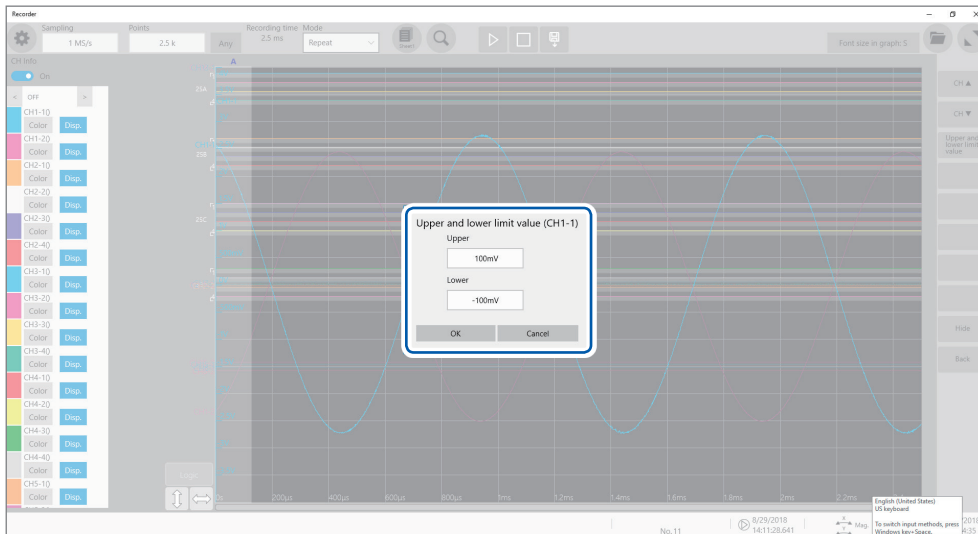 Recorder
Sampling
1 MS/s
Points
2.5 k
Any
Recording time
2.5 ms
Mode
Repeat
Font size in graph: S
CH Info
On
OFF
CH1-1()
Color Disp.
CH1-2()
Color Disp.
CH2-1()
Color Disp.
CH2-2()
Color Disp.
CH2-3()
Color Disp.
CH2-4()
Color Disp.
CH3-1()
Color Disp.
CH3-2()
Color Disp.
CH3-3()
Color Disp.
CH3-4()
Color Disp.
CH4-1()
Color Disp.
CH4-2()
Color Disp.
CH4-3()
Color Disp.
CH4-4()
Color Disp.
CH5-1()
Color Disp.
A
Upper and lower limit value (CH1-1)
Upper
100mV
Lower
-100mV
OK Cancel
CH ▲
CH ▼
Upper and
lower limit
value
Hide
Back
0s 200μs 400μs 600μs 800μs 1ms 1.2ms 1.4ms 1.6ms 1.8ms 2ms 2.2ms
No. 11
8/29/2018
14:11:28.641
X
Y
Mag.
English (United States)
US keyboard
To switch input methods, press
Windows key+Space.